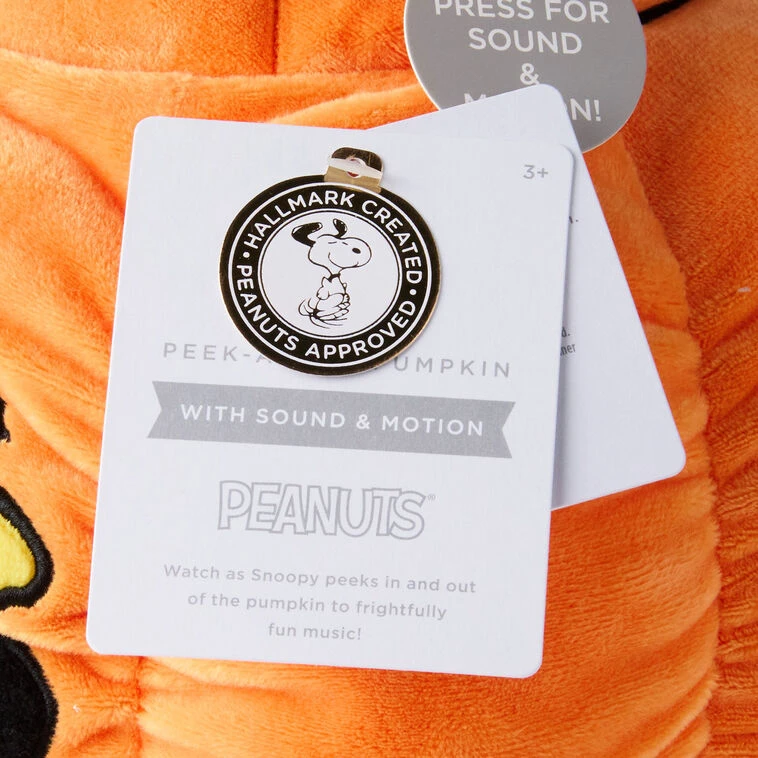 PRESS FOR
SOUND
&
3+
HALLMARK CREATED •
PEANUTS APPROVED •
WITH SOUND & MOTION
PEANUTS®
Watch as Snoopy peeks in and out
of the pumpkin to frightfully
fun music!